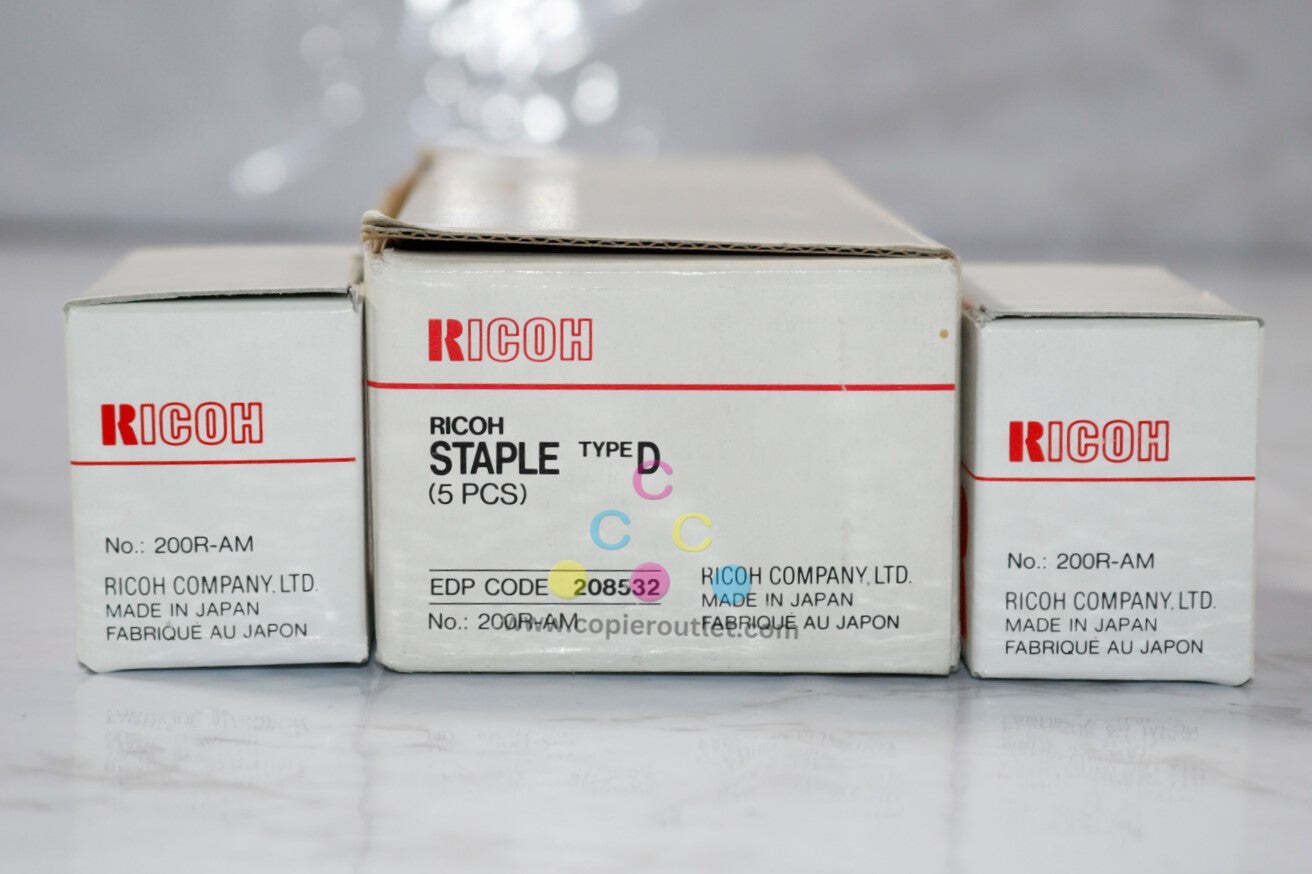 RICOH
No.: 200R-AM
RICOH COMPANY, LTD.
MADE IN JAPAN
FABRIQUÉ AU JAPON
RICOH
RICOH
STAPLE TYPE D
(5 PCS)
EDP CODE 208532
No.: 200R-AM
RICOH COMPANY, LTD.
MADE IN JAPAN
FABRIQUÉ AU JAPON
C
C C
www.copieroutlet.com
RICOH
No.: 200R-AM
RICOH COMPANY, LTD.
MADE IN JAPAN
FABRIQUÉ AU JAPON